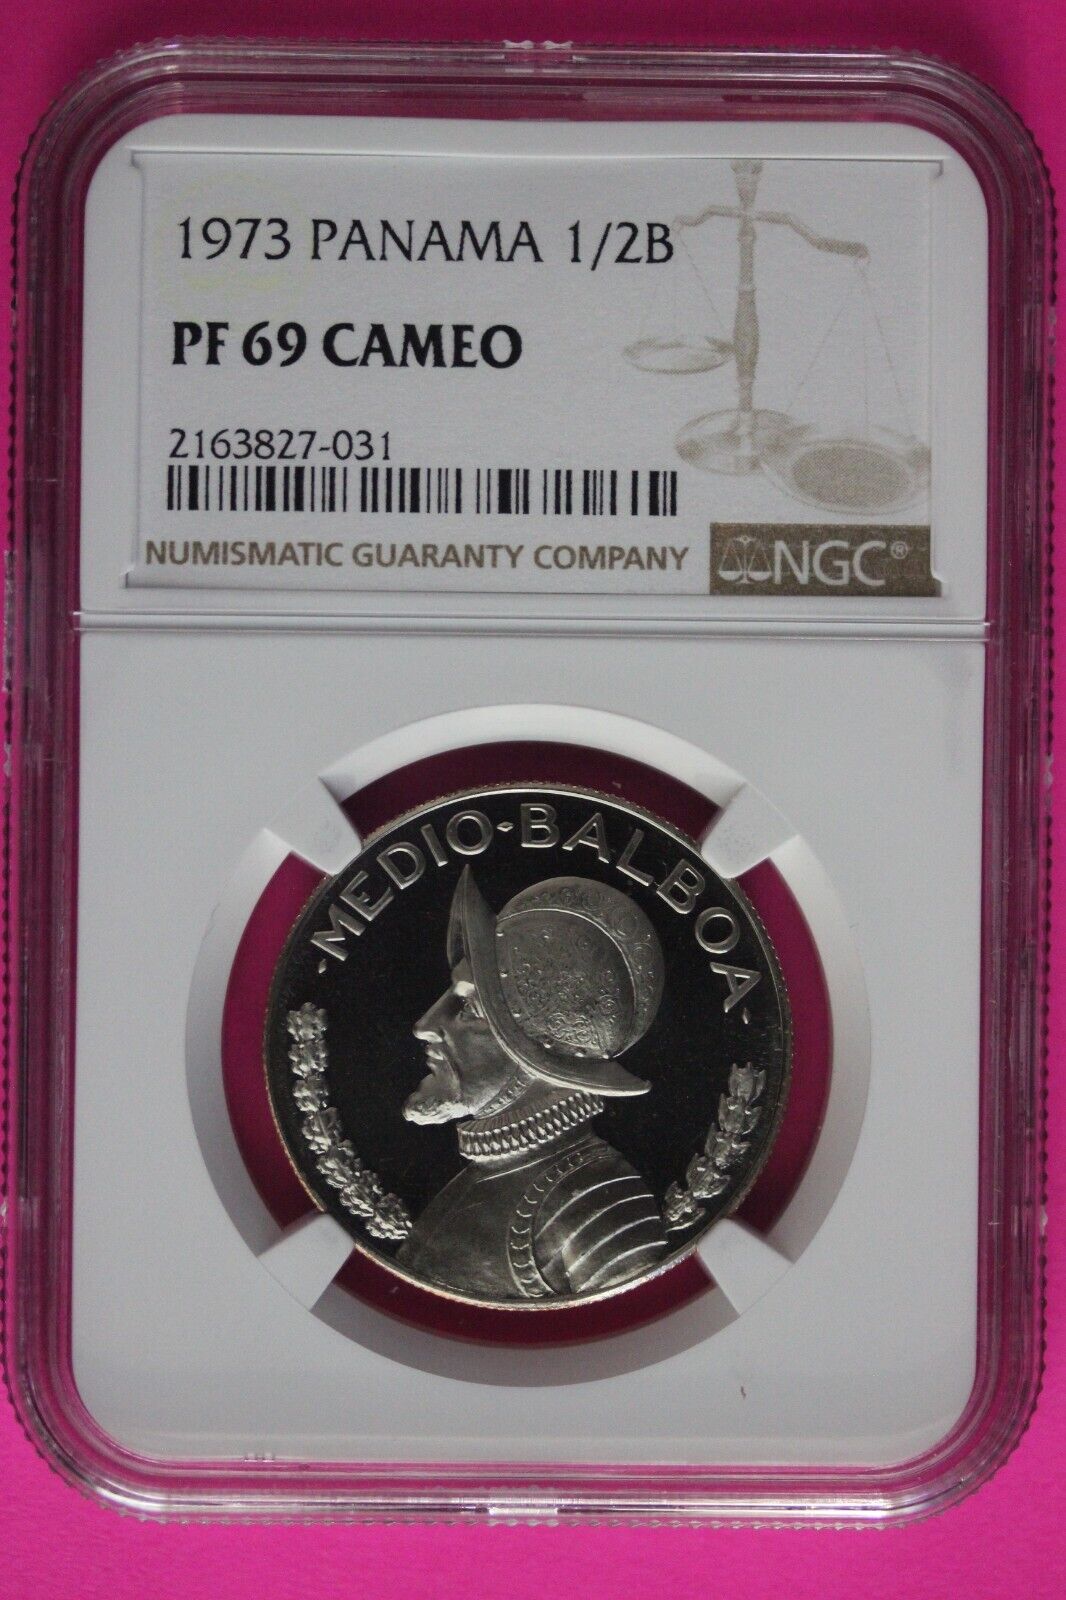 1973 PANAMA 1/2B
PF 69 CAMEO
2163827-031
NUMISMATIC GUARANTY COMPANY
NGC®
·MEDIO·BALBOA·